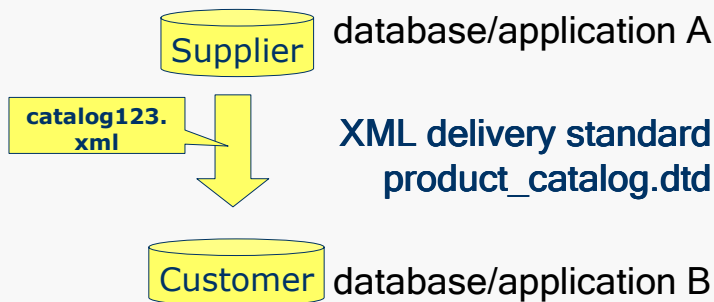 Supplier
database/application A
catalog123.
xml
XML delivery standard
product_catalog.dtd
Customer
database/application B